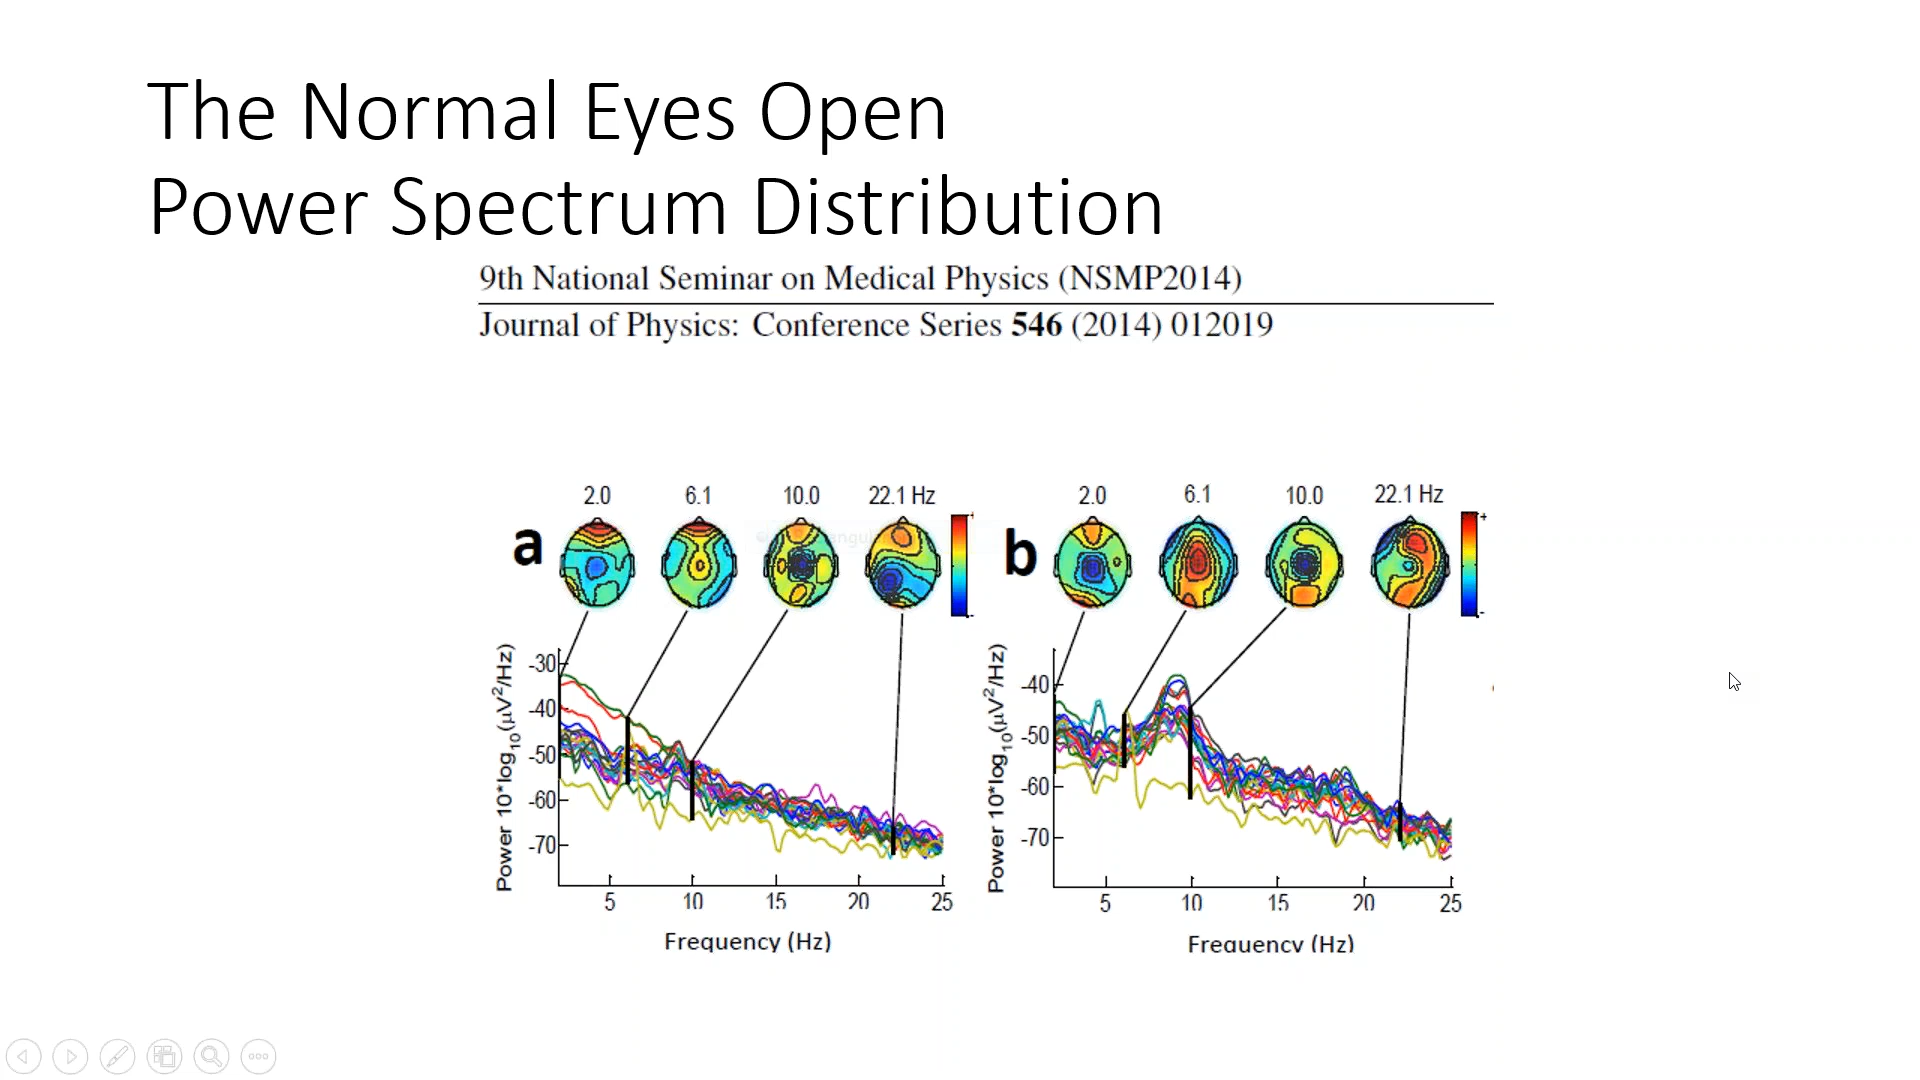 The Normal Eyes Open
Power Spectrum Distribution
9th National Seminar on Medical Physics (NSMP2014)
Journal of Physics: Conference Series 546 (2014) 012019
a
2.0 6.1 10.0 22.1 Hz
+
-
Power 10*log10(μV2/Hz)
-30
-40
-50
-60
-70
5 10 15 20 25
Frequency (Hz)
b
2.0 6.1 10.0 22.1 Hz
+
-
Power 10*log10(μV2/Hz)
-40
-50
-60
-70
5 10 15 20 25
Frequency (Hz)